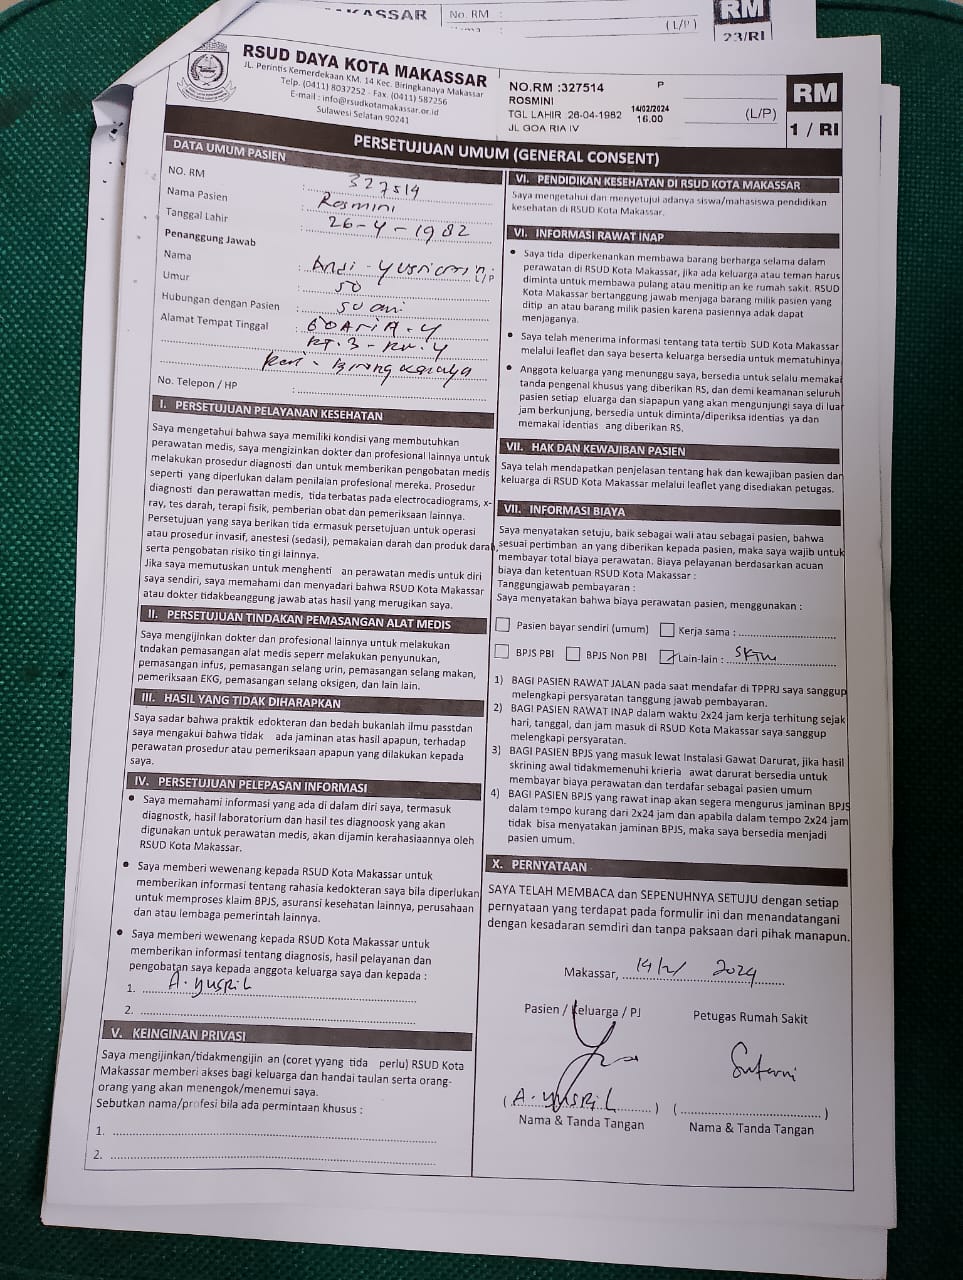 KASSAR
No. RM :
(L/P)
RM
23/RI
RSUD DAYA KOTA MAKASSAR
JL. Perintis Kemerdekaan KM. 14 Kec. Biringkanaya Makassar
Telp. (0411) 8037252 - Fax. (0411) 587256
E-mail : info@rsudkotamakassar.or.id
Sulawesi Selatan 90241
NO.RM :327514 P
ROSMINI
TGL LAHIR 26-04-1982 14/02/2024 16.00
JL GOA RIA IV
(L/P)
RM
1 / RI
PERSETUJUAN UMUM (GENERAL CONSENT)
DATA UMUM PASIEN
NO. RM : 327514
Nama Pasien : Rosmini
Tanggal Lahir : 26-4-1982
Penanggung Jawab
Nama : Andi - L/P
Umur : 50
Hubungan dengan Pasien : suami
Alamat Tempat Tinggal : GOARIA. 4
RT. 3 - RW. 4
No. Telepon / HP :
I. PERSETUJUAN PELAYANAN KESEHATAN
Saya mengetahui bahwa saya memiliki kondisi yang membutuhkan
perawatan medis, saya mengizinkan dokter dan profesional lainnya untuk
melakukan prosedur diagnosti dan untuk memberikan pengobatan medis
seperti yang diperlukan dalam penilaian profesional mereka. Prosedur
diagnosti dan perawattan medis, tida terbatas pada electrocadiograms, x-
ray, tes darah, terapi fisik, pemberian obat dan pemeriksaan lainnya.
Persetujuan yang saya berikan tida ermasuk persetujuan untuk operasi
atau prosedur invasif, anestesi (sedasi), pemakaian darah dan produk darah,
serta pengobatan risiko tin gi lainnya.
Jika saya memutuskan untuk menghenti an perawatan medis untuk diri
saya sendiri, saya memahami dan menyadari bahwa RSUD Kota Makassar
atau dokter tidakbeanggung jawab atas hasil yang merugikan saya.
II. PERSETUJUAN TINDAKAN PEMASANGAN ALAT MEDIS
Saya mengijinkan dokter dan profesional lainnya untuk melakukan
tndakan pemasangan alat medis seperr melakukan penyunukan,
pemasangan infus, pemasangan selang urin, pemasangan selang makan,
pemeriksaan EKG, pemasangan selang oksigen, dan lain lain.
III. HASIL YANG TIDAK DIHARAPKAN
Saya sadar bahwa praktik edokteran dan bedah bukanlah ilmu passtdan
saya mengakui bahwa tidak ada jaminan atas hasil apapun, terhadap
perawatan prosedur atau pemeriksaan apapun yang dilakukan kepada
saya.
IV. PERSETUJUAN PELEPASAN INFORMASI
• Saya memahami informasi yang ada di dalam diri saya, termasuk
diagnostk, hasil laboratorium dan hasil tes diagnoosk yang akan
digunakan untuk perawatan medis, akan dijamin kerahasiaannya oleh
RSUD Kota Makassar.
• Saya memberi wewenang kepada RSUD Kota Makassar untuk
memberikan informasi tentang rahasia kedokteran saya bila diperlukan
untuk memproses klaim BPJS, asuransi kesehatan lainnya, perusahaan
dan atau lembaga pemerintah lainnya.
• Saya memberi wewenang kepada RSUD Kota Makassar untuk
memberikan informasi tentang diagnosis, hasil pelayanan dan
pengobatan saya kepada anggota keluarga saya dan kepada :
1. A. YUSRIL
2.
V. KEINGINAN PRIVASI
Saya mengijinkan/tidakmengijin an (coret yyang tida perlu) RSUD Kota
Makassar memberi akses bagi keluarga dan handai taulan serta orang-
orang yang akan menengok/menemui saya.
Sebutkan nama/profesi bila ada permintaan khusus :
1.
2.
VI. PENDIDIKAN KESEHATAN DI RSUD KOTA MAKASSAR
Saya mengetahui dan menyetujui adanya siswa/mahasiswa pendidikan
kesehatan di RSUD Kota Makassar.
VI. INFORMASI RAWAT INAP
• Saya tida diperkenankan membawa barang berharga selama dalam
perawatan di RSUD Kota Makassar, jika ada keluarga atau teman harus
diminta untuk membawa pulang atau menitip an ke rumah sakit. RSUD
Kota Makassar bertanggung jawab menjaga barang milik pasien yang
ditip an atau barang milik pasien karena pasiennya adak dapat
menjaganya.
• Saya telah menerima informasi tentang tata tertib SUD Kota Makassar
melalui leaflet dan saya beserta keluarga bersedia untuk mematuhinya
• Anggota keluarga yang menunggu saya, bersedia untuk selalu memakai
tanda pengenal khusus yang diberikan RS, dan demi keamanan seluruh
pasien setiap eluarga dan siapapun yang akan mengunjungi saya di luar
jam berkunjung, bersedia untuk diminta/diperiksa identias ya dan
memakai identias ang diberikan RS.
VII. HAK DAN KEWAJIBAN PASIEN
Saya telah mendapatkan penjelasan tentang hak dan kewajiban pasien dan
keluarga di RSUD Kota Makassar melalui leaflet yang disediakan petugas.
VII. INFORMASI BIAYA
Saya menyatakan setuju, baik sebagai wali atau sebagai pasien, bahwa
sesuai pertimban an yang diberikan kepada pasien, maka saya wajib untuk
membayar total biaya perawatan. Biaya pelayanan berdasarkan acuan
biaya dan ketentuan RSUD Kota Makassar :
Tanggungjawab pembayaran :
Saya menyatakan bahwa biaya perawatan pasien, menggunakan :
Pasien bayar sendiri (umum) Kerja sama :
BPJS PBI BPJS Non PBI Lain-lain : SKTM
1) BAGI PASIEN RAWAT JALAN pada saat mendafar di TPPRJ saya sanggup
melengkapi persyaratan tanggung jawab pembayaran.
2) BAGI PASIEN RAWAT INAP dalam waktu 2x24 jam kerja terhitung sejak
hari, tanggal, dan jam masuk di RSUD Kota Makassar saya sanggup
melengkapi persyaratan.
3) BAGI PASIEN BPJS yang masuk lewat Instalasi Gawat Darurat, jika hasil
skrining awal tidakmemenuhi krieria awat darurat bersedia untuk
membayar biaya perawatan dan terdafar sebagai pasien umum
4) BAGI PASIEN BPJS yang rawat inap akan segera mengurus jaminan BPJS
dalam tempo kurang dari 2x24 jam dan apabila dalam tempo 2x24 jam
tidak bisa menyatakan jaminan BPJS, maka saya bersedia menjadi
pasien umum.
X. PERNYATAAN
SAYA TELAH MEMBACA dan SEPENUHNYA SETUJU dengan setiap
pernyataan yang terdapat pada formulir ini dan menandatangani
dengan kesadaran semdiri dan tanpa paksaan dari pihak manapun.
Makassar, 14/2 2024
Pasien / Keluarga / PJ Petugas Rumah Sakit
(A. YUSRIL) ( )
Nama & Tanda Tangan Nama & Tanda Tangan